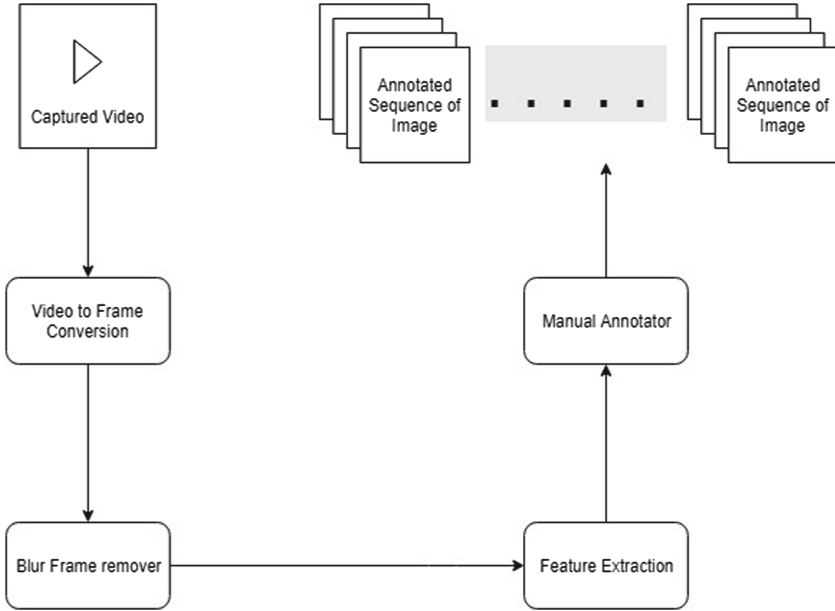 Captured Video
Annotated
Sequence of
Image
. . . . .
Annotated
Sequence of
Image
Video to Frame
Conversion
Manual Annotator
Blur Frame remover
Feature Extraction